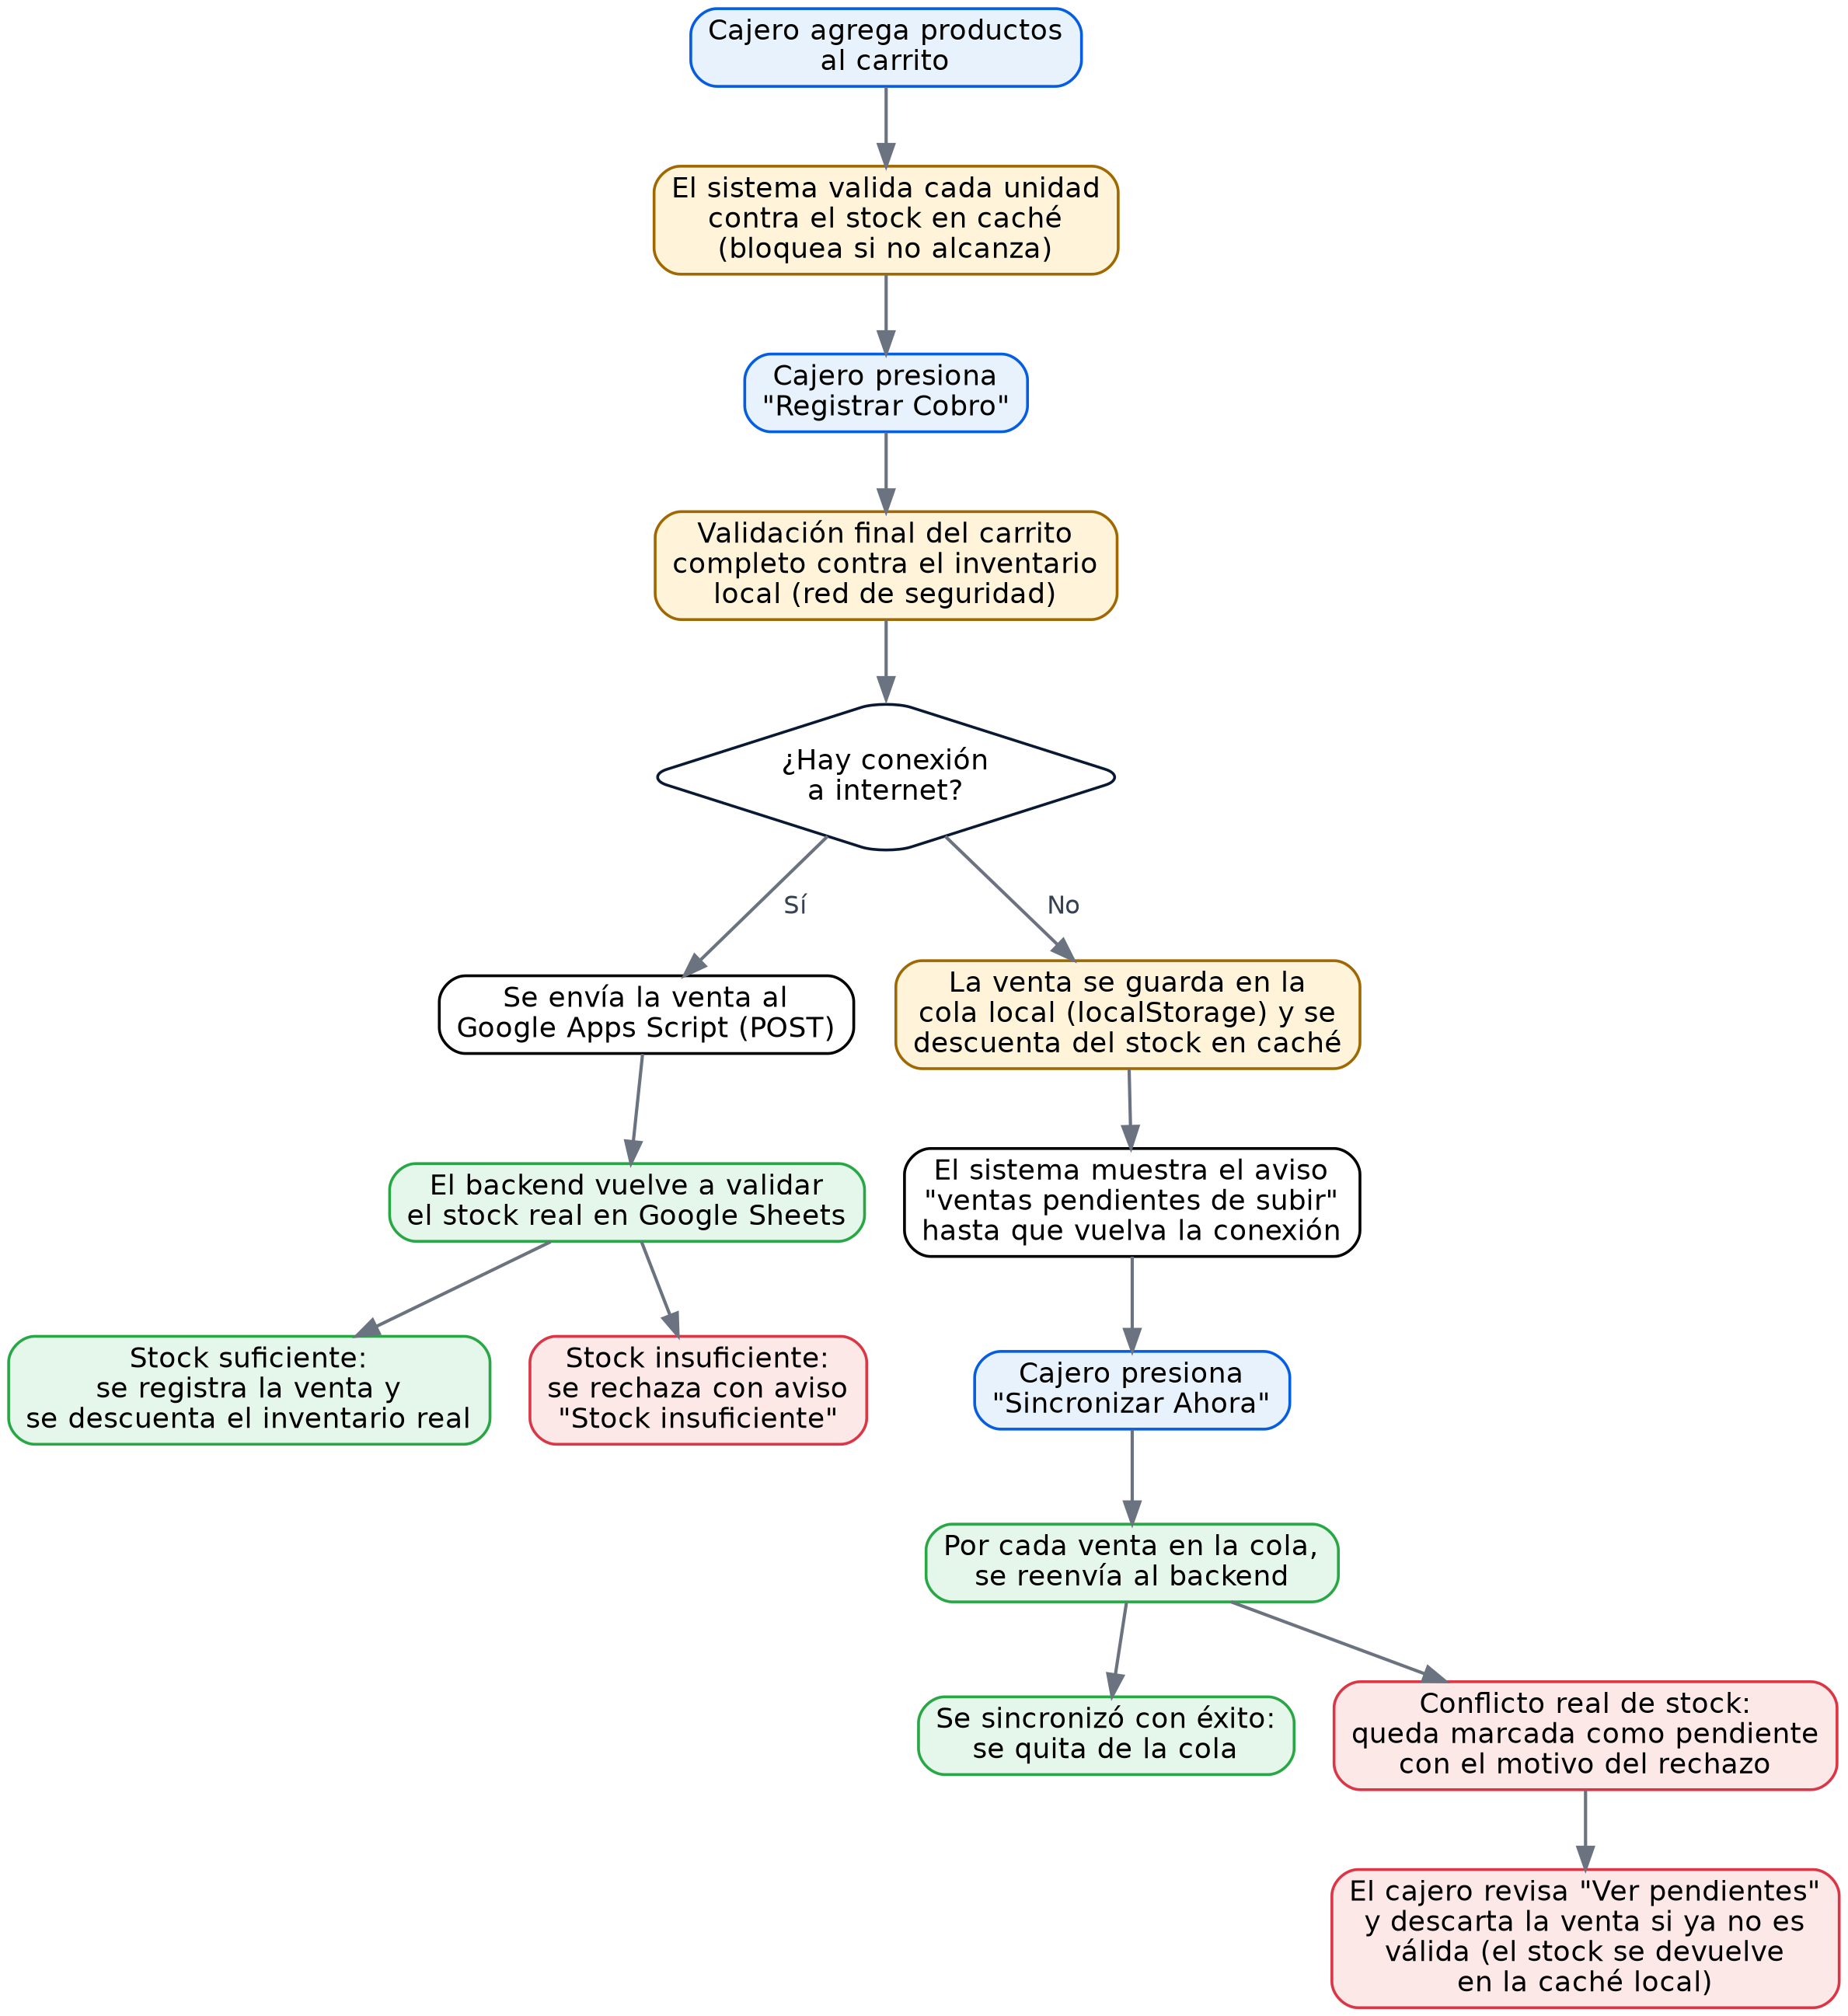 Cajero agrega productos
al carrito
El sistema valida cada unidad
contra el stock en caché
(bloquea si no alcanza)
Cajero presiona
"Registrar Cobro"
Validación final del carrito
completo contra el inventario
local (red de seguridad)
¿Hay conexión
a internet?
Sí
No
Se envía la venta al
Google Apps Script (POST)
La venta se guarda en la
cola local (localStorage) y se
descuenta del stock en caché
El backend vuelve a validar
el stock real en Google Sheets
El sistema muestra el aviso
"ventas pendientes de subir"
hasta que vuelva la conexión
Stock suficiente:
se registra la venta y
se descuenta el inventario real
Stock insuficiente:
se rechaza con aviso
"Stock insuficiente"
Cajero presiona
"Sincronizar Ahora"
Por cada venta en la cola,
se reenvía al backend
Se sincronizó con éxito:
se quita de la cola
Conflicto real de stock:
queda marcada como pendiente
con el motivo del rechazo
El cajero revisa "Ver pendientes"
y descarta la venta si ya no es
válida (el stock se devuelve
en la caché local)